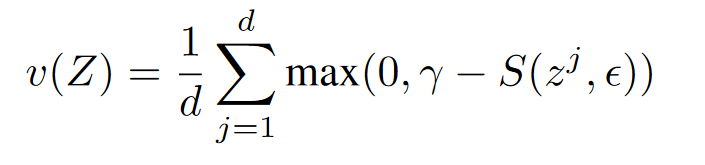 v(Z) = \frac{1}{d} \sum_{j=1}^{d} \max(0, \gamma - S(z^j, \epsilon))